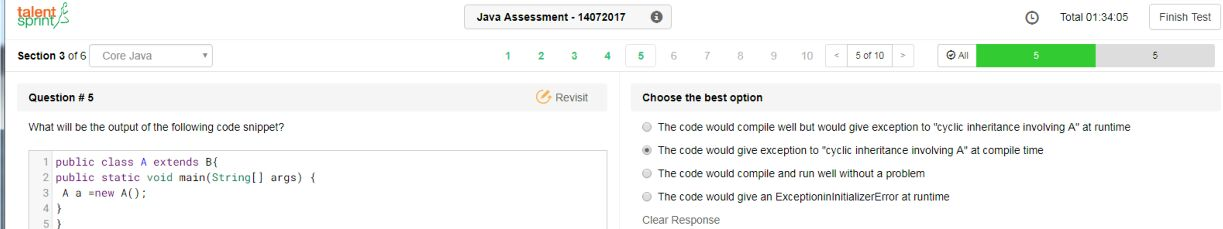 talent
sprint
Java Assessment - 14072017
Total 01:34:05
Finish Test
Section 3 of 6 Core Java
1 2 3 4 5 6 7 8 9 10 < 5 of 10 > All 5 5
Question # 5
Revisit
What will be the output of the following code snippet?
1 public class A extends B{
2 public static void main(String[] args) {
3 A a =new A();
4 }
5 }
Choose the best option
The code would compile well but would give exception to "cyclic inheritance involving A" at runtime
The code would give exception to "cyclic inheritance involving A" at compile time
The code would compile and run well without a problem
The code would give an ExceptioninInitializerError at runtime
Clear Response